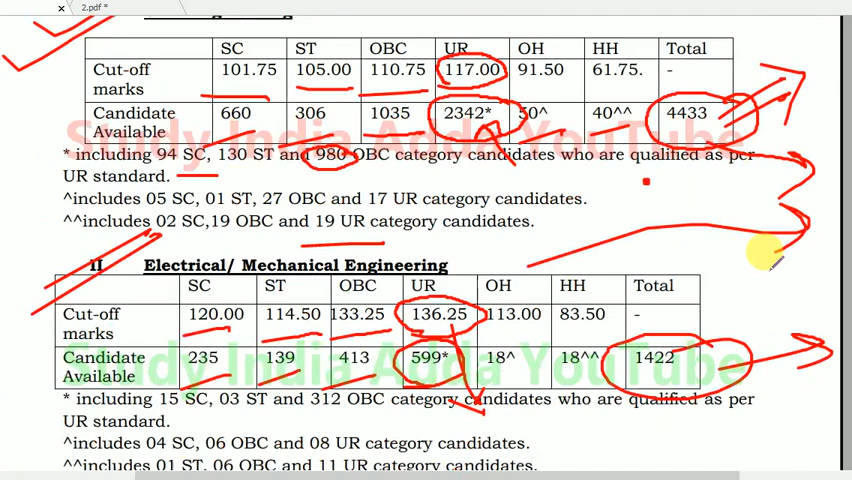 2.pdf *
SC ST OBC UR OH HH Total
Cut-off marks 101.75 105.00 110.75 117.00 91.50 61.75. -
Candidate Available 660 306 1035 2342* 50^ 40^^ 4433
Study India Adda YouTube
* including 94 SC, 130 ST and 980 OBC category candidates who are qualified as per
UR standard.
^includes 05 SC, 01 ST, 27 OBC and 17 UR category candidates.
^^includes 02 SC,19 OBC and 19 UR category candidates.
II Electrical/ Mechanical Engineering
SC ST OBC UR OH HH Total
Cut-off marks 120.00 114.50 133.25 136.25 113.00 83.50 -
Candidate Available 235 139 413 599* 18^ 18^^ 1422
Study India Adda YouTube
* including 15 SC, 03 ST and 312 OBC category candidates who are qualified as per
UR standard.
^includes 04 SC, 06 OBC and 08 UR category candidates.
^^includes 01 ST, 06 OBC and 11 UR category candidates.